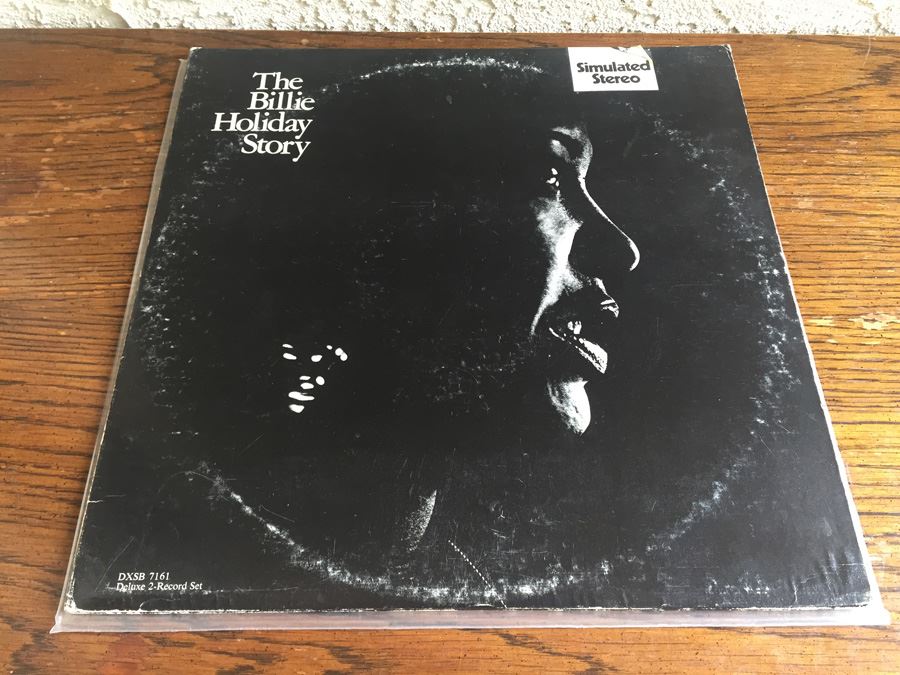 The
Billie
Holiday
Story
Simulated
Stereo
DXSB 7161
Deluxe 2-Record Set